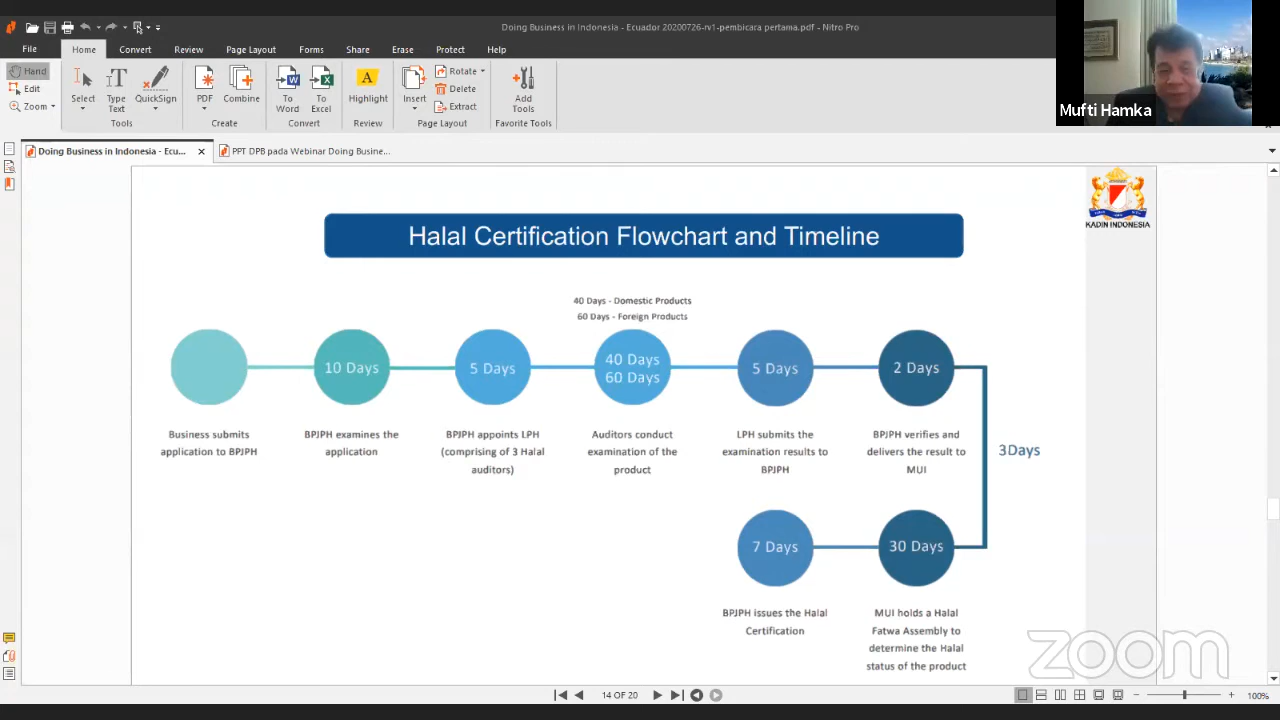 Doing Business in Indonesia - Ecuador 20200726-rv1-pembicara pertama.pdf - Nitro Pro
File Home Convert Review Page Layout Forms Share Erase Protect Help
Hand
Edit
Zoom
Select
Type Text
QuickSign
Tools
PDF
Combine
Create
To Word
To Excel
Convert
Highlight
Review
Insert
Rotate
Delete
Extract
Page Layout
Add Tools
Favorite Tools
Mufti Hamka
Doing Business in Indonesia - Ecu...
PPT DPB pada Webinar Doing Busine...
KADIN INDONESIA
Halal Certification Flowchart and Timeline
40 Days - Domestic Products
60 Days - Foreign Products
10 Days
5 Days
40 Days
60 Days
5 Days
2 Days
Business submits
application to BPJPH
BPJPH examines the
application
BPJPH appoints LPH
(comprising of 3 Halal
auditors)
Auditors conduct
examination of the
product
LPH submits the
examination results to
BPJPH
BPJPH verifies and
delivers the result to
MUI
3Days
7 Days
30 Days
BPJPH issues the Halal
Certification
MUI holds a Halal
Fatwa Assembly to
determine the Halal
status of the product
zoom
14 OF 20
100%